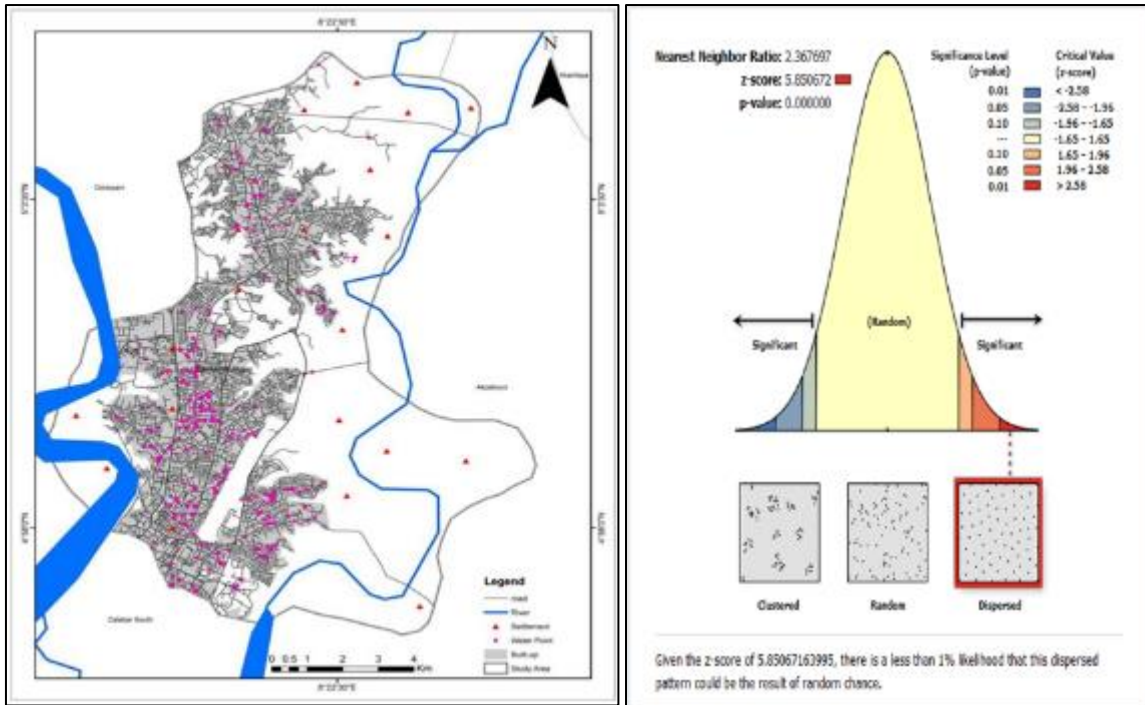 8°22'30"E
N
Odukpani
Akpabuyo
Calabar South
Legend
road
River
Settlement
Water Point
Built-up
Study Area
0 0.5 1 2 3 4
Km
8°22'30"E
Nearest Neighbor Ratio: 2.367697
z-score: 5.850672
p-value: 0.000000
Significance Level
(p-value)
Critical Value
(z-score)
0.01 < -2.58
0.05 -2.58 - -1.96
0.10 -1.96 - -1.65
--- -1.65 - 1.65
0.10 1.65 - 1.96
0.05 1.96 - 2.58
0.01 > 2.58
(Random)
Significant
Significant
Clustered
Random
Dispersed
Given the z-score of 5.85067163995, there is a less than 1% likelihood that this dispersed
pattern could be the result of random chance.